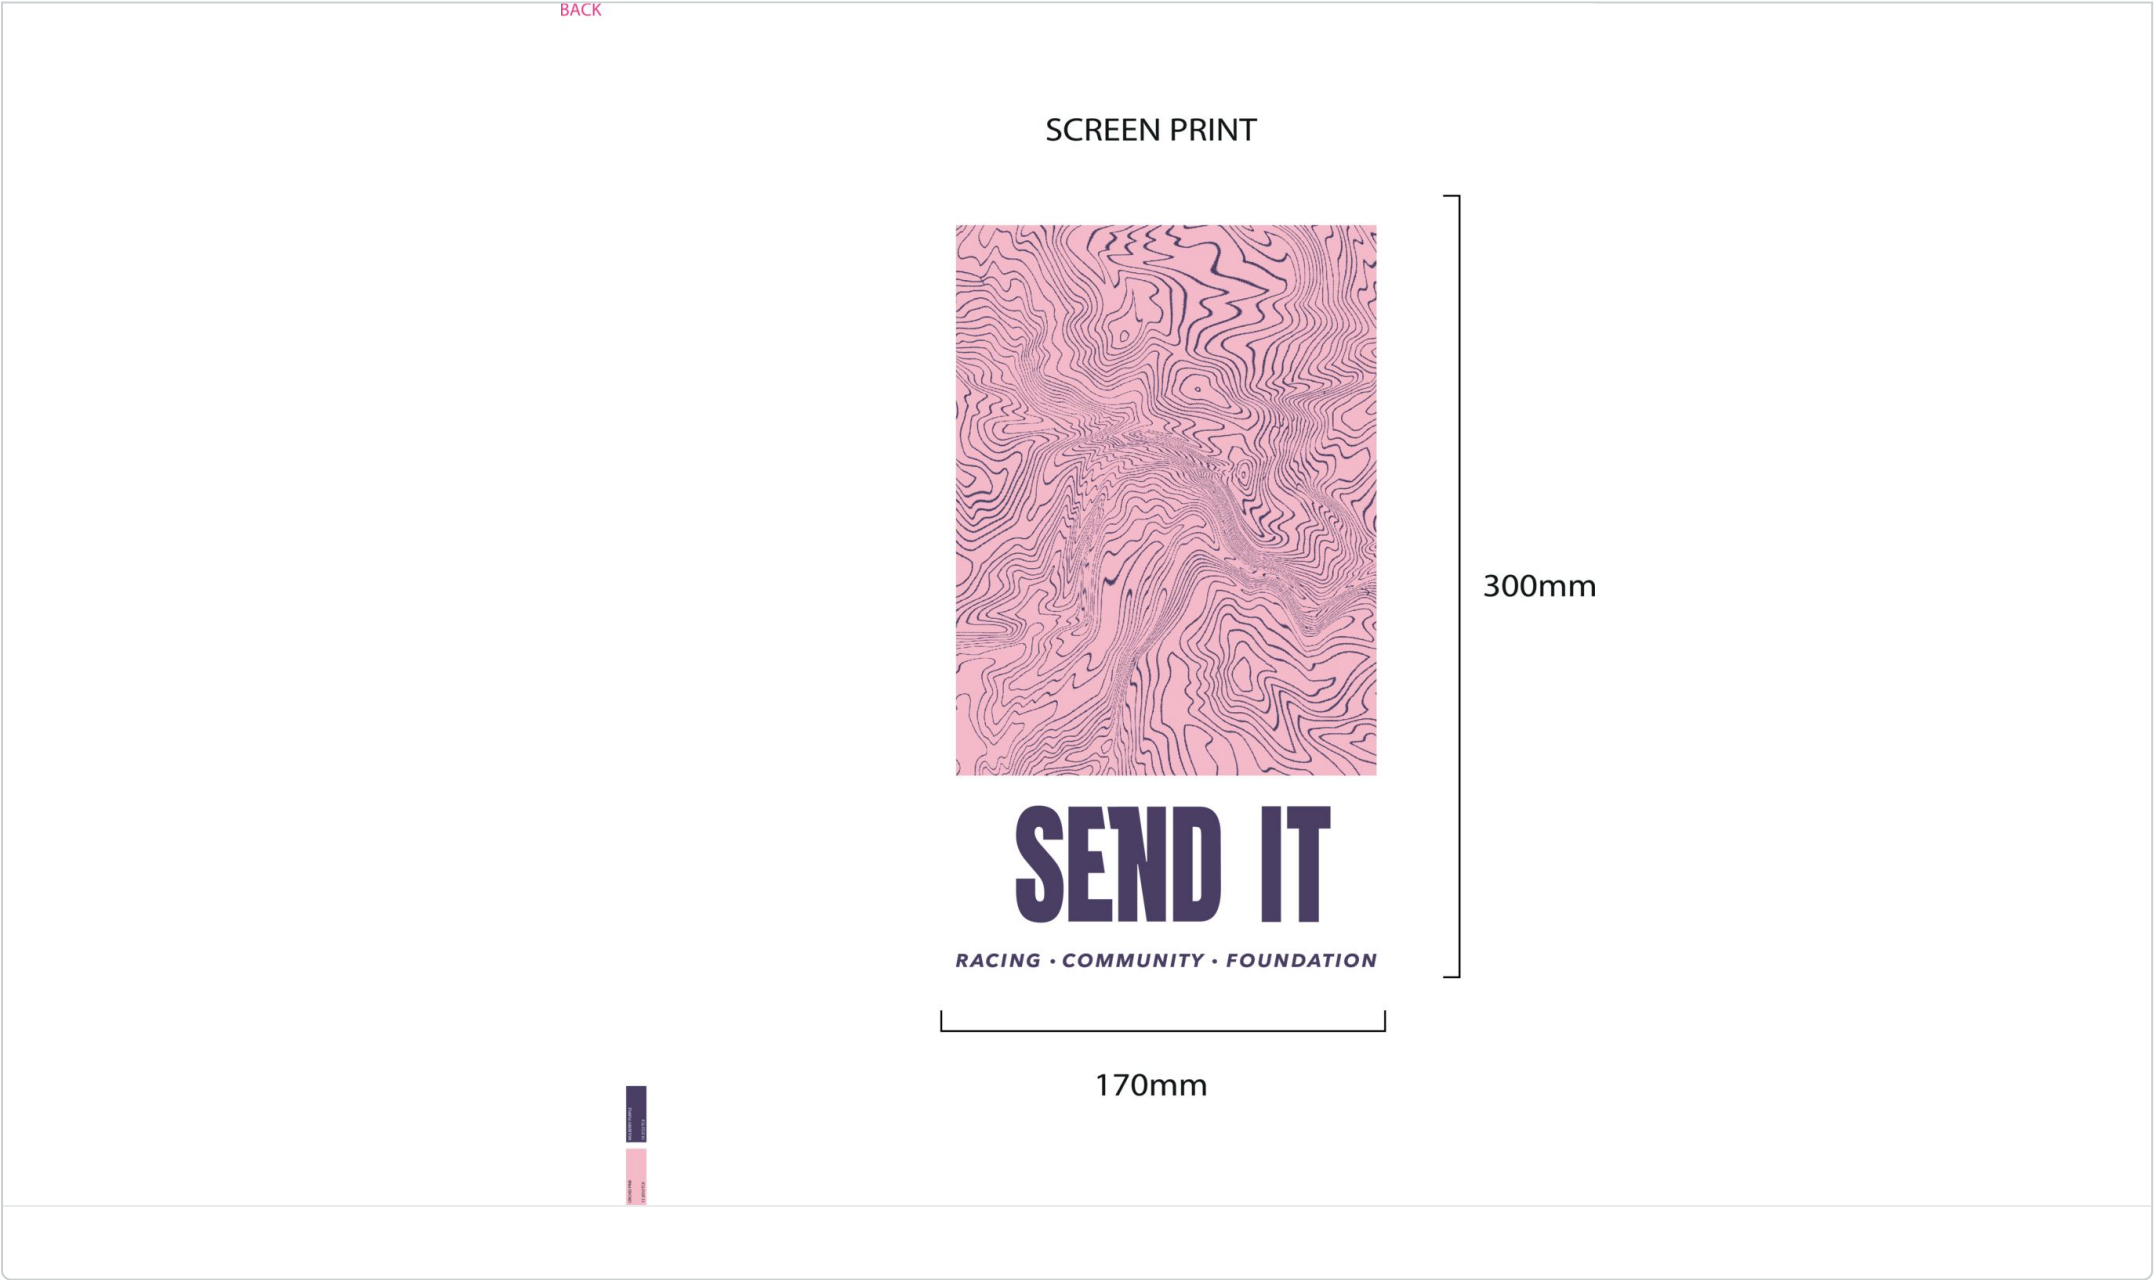 BACK
SCREEN PRINT
300mm
SEND IT
RACING · COMMUNITY · FOUNDATION
170mm